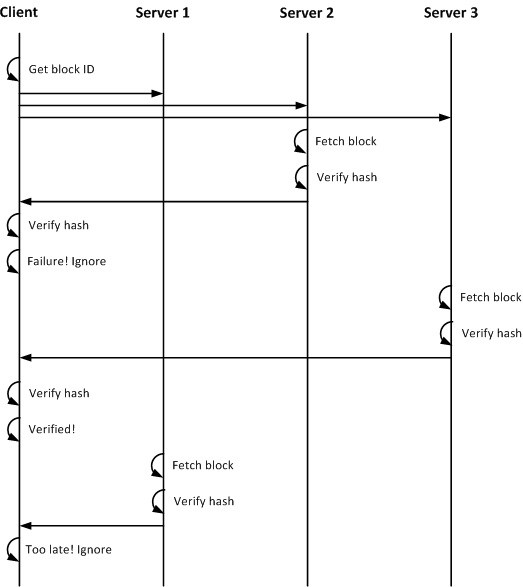 Client Server 1 Server 2 Server 3
Get block ID
Fetch block
Verify hash
Verify hash
Failure! Ignore
Fetch block
Verify hash
Verify hash
Verified!
Fetch block
Verify hash
Too late! Ignore